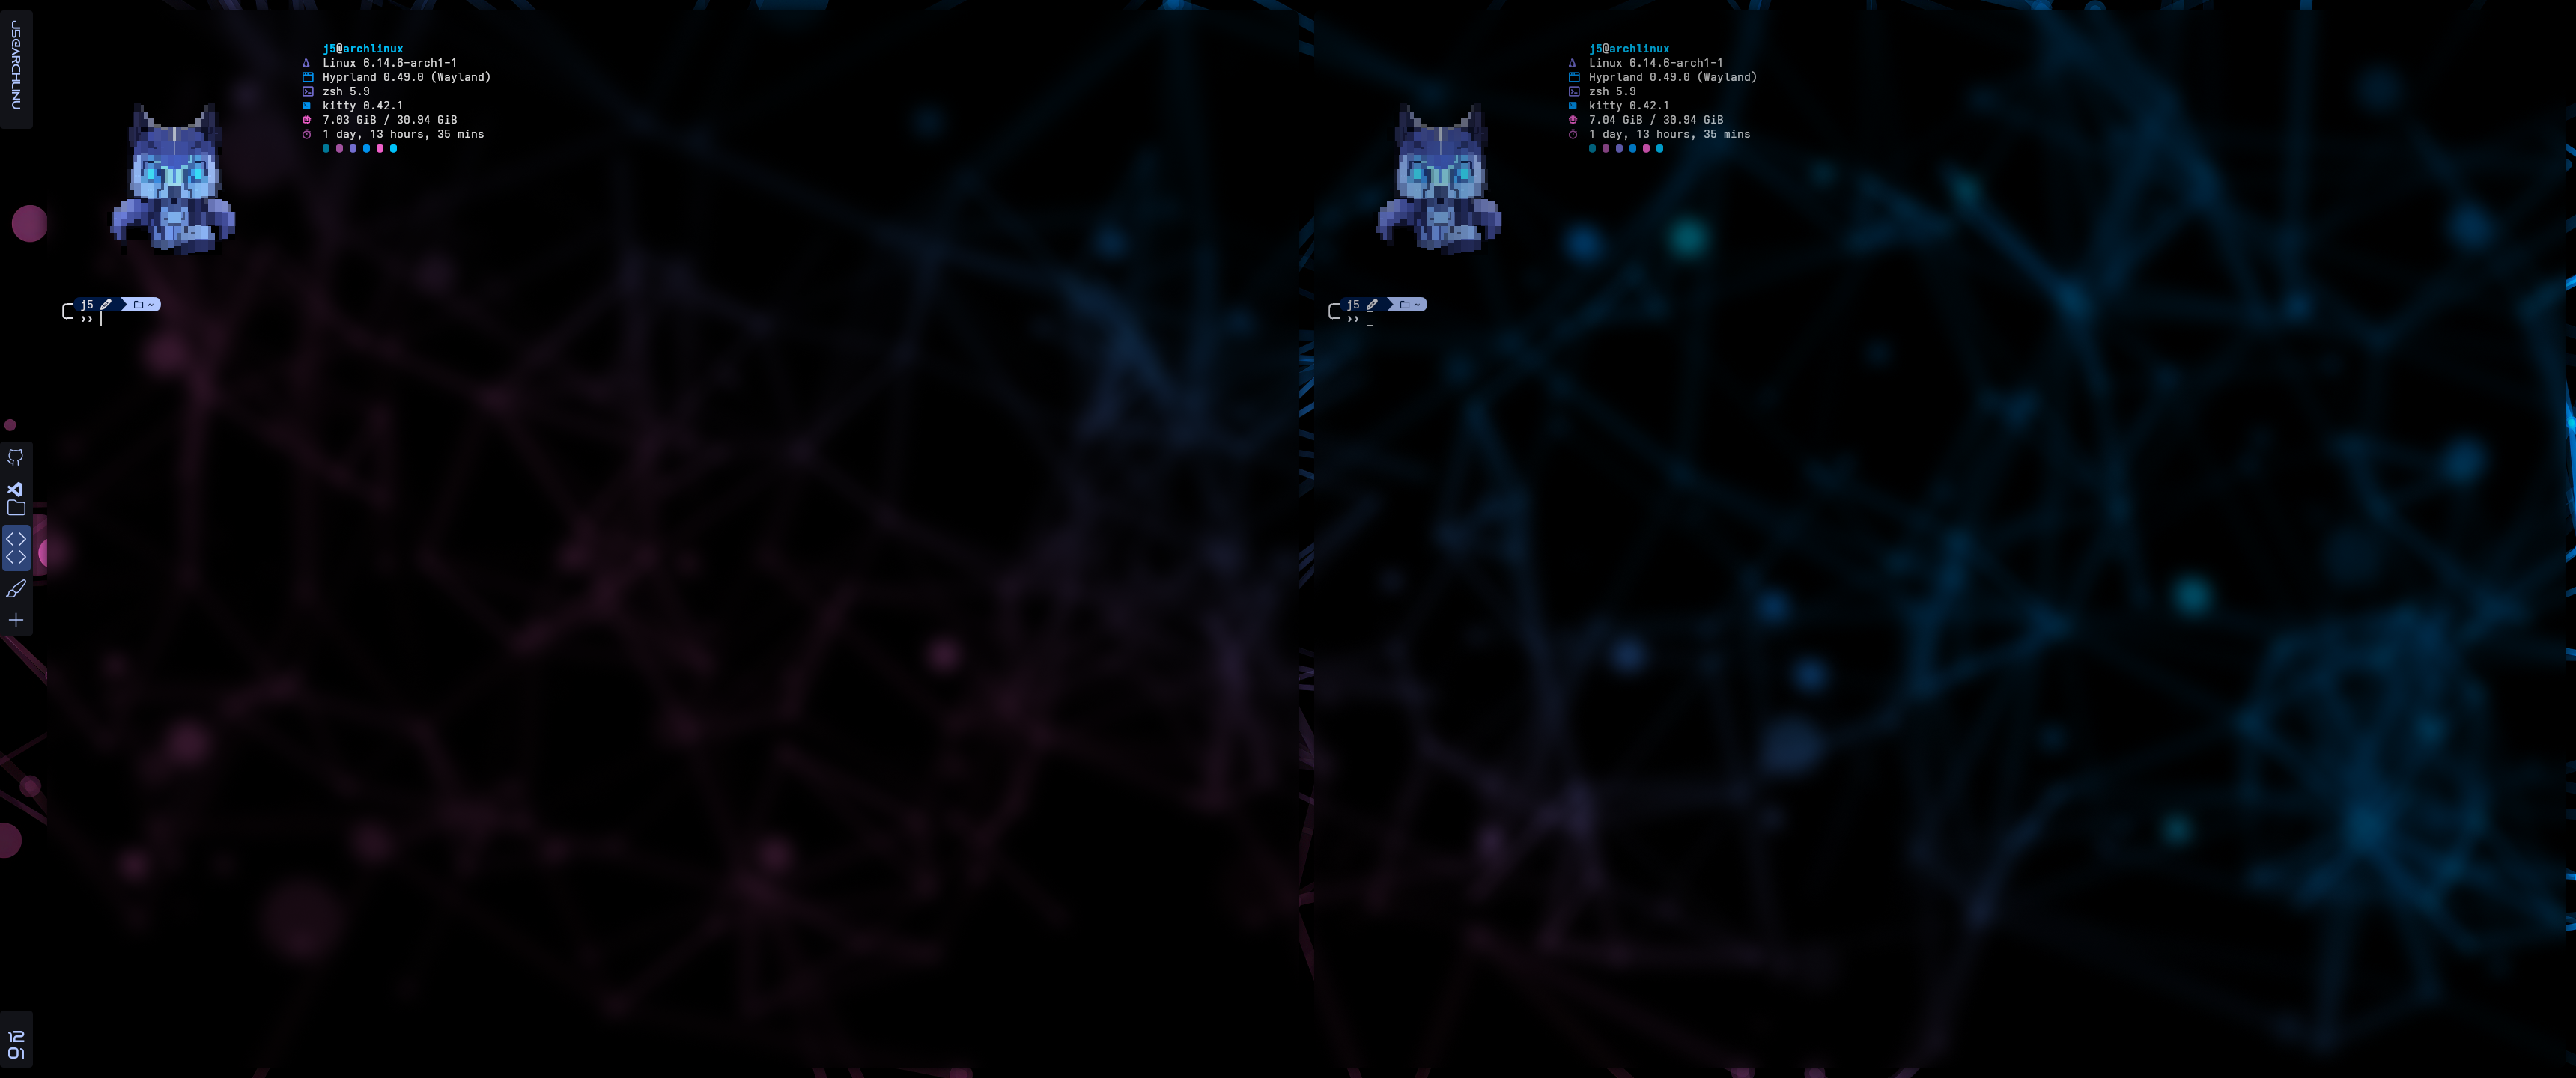 J5@ARCHLINU
j5@archlinux
Linux 6.14.6-arch1-1
Hyprland 0.49.0 (Wayland)
zsh 5.9
kitty 0.42.1
7.03 GiB / 30.94 GiB
1 day, 13 hours, 35 mins
j5 ~
››
j5@archlinux
Linux 6.14.6-arch1-1
Hyprland 0.49.0 (Wayland)
zsh 5.9
kitty 0.42.1
7.04 GiB / 30.94 GiB
1 day, 13 hours, 35 mins
j5 ~
››
12
01